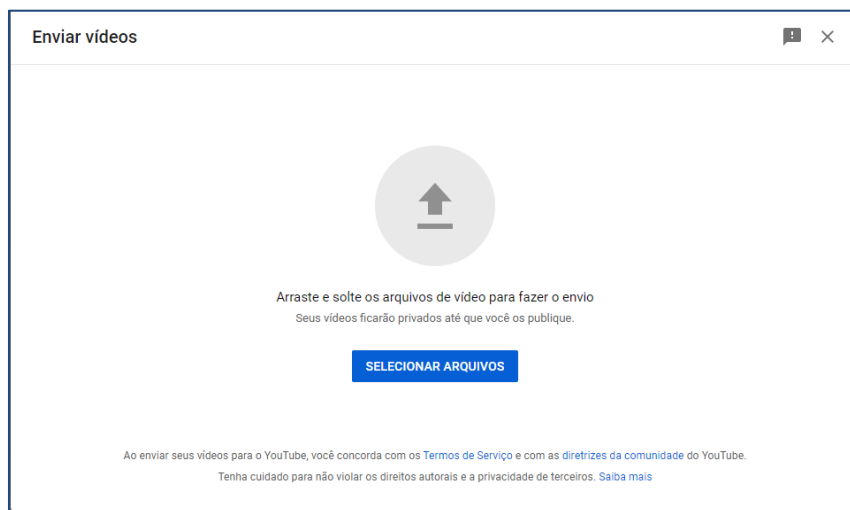 Enviar vídeos
Arraste e solte os arquivos de vídeo para fazer o envio
Seus vídeos ficarão privados até que você os publique.
SELECIONAR ARQUIVOS
Ao enviar seus vídeos para o YouTube, você concorda com os Termos de Serviço e com as diretrizes da comunidade do YouTube.
Tenha cuidado para não violar os direitos autorais e a privacidade de terceiros. Saiba mais